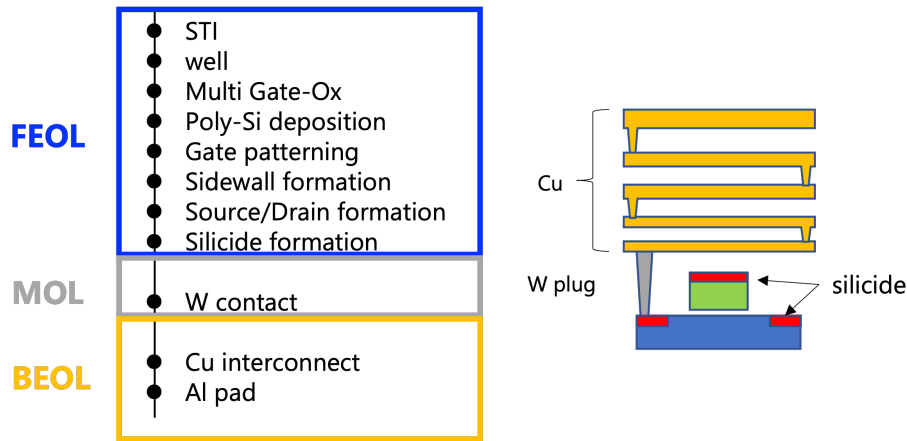 FEOL
STI
well
Multi Gate-Ox
Poly-Si deposition
Gate patterning
Sidewall formation
Source/Drain formation
Silicide formation
MOL
W contact
BEOL
Cu interconnect
Al pad
Cu
W plug
silicide